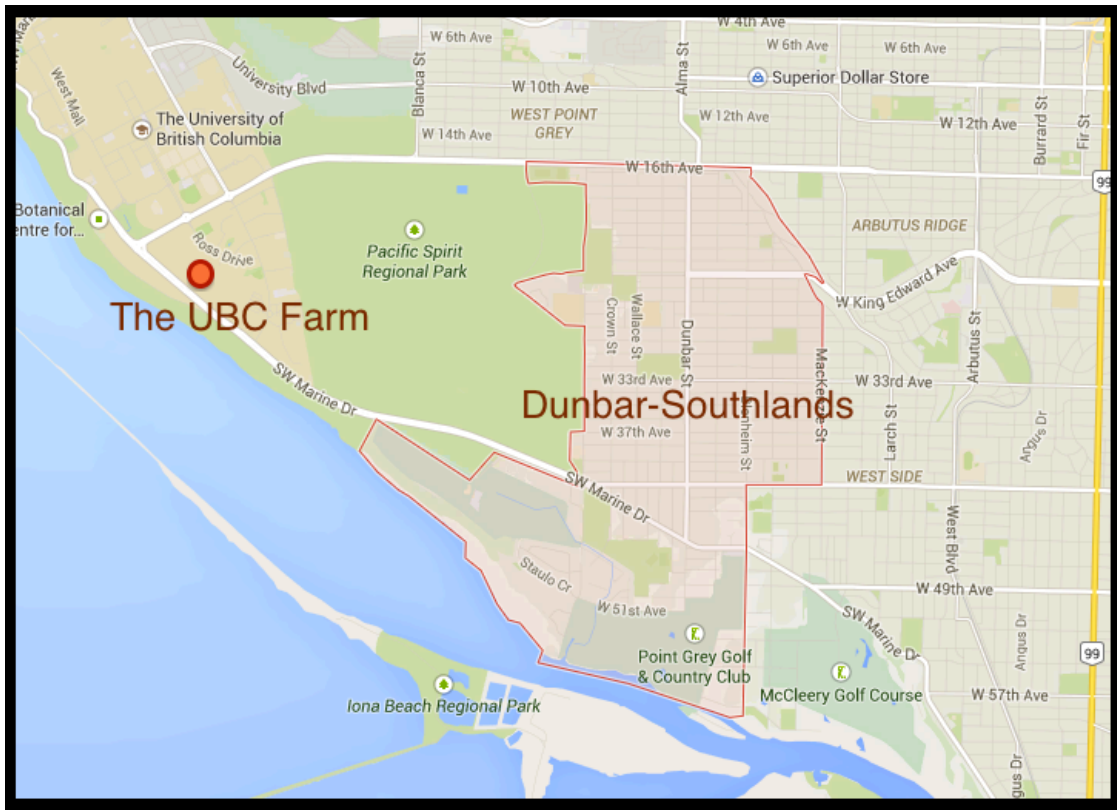 W 4th Ave
W 6th Ave
W 6th Ave
W 6th Ave
University Blvd
Blanca St
Alma St
Superior Dollar Store
W 10th Ave
West Mall
The University of
British Columbia
WEST POINT
GREY
W 12th Ave
W 12th Ave
Burrard St
Fir St
W 14th Ave
W 16th Ave
99
Botanical
entre for...
Ross Drive
Pacific Spirit
Regional Park
ARBUTUS RIDGE
The UBC Farm
W King Edward Ave
Crown St
Wallace St
Dunbar St
MacKenzie St
Arbutus St
SW Marine Dr
W 33rd Ave
W 33rd Ave
Dunbar-Southlands
W 37th Ave
Larch St
Angus Dr
SW Marine Dr
WEST SIDE
West Blvd
Staulo Cr
W 49th Ave
W 51st Ave
SW Marine Dr
Angus Dr
Point Grey Golf
& Country Club
99
McCleery Golf Course
W 57th Ave
Iona Beach Regional Park